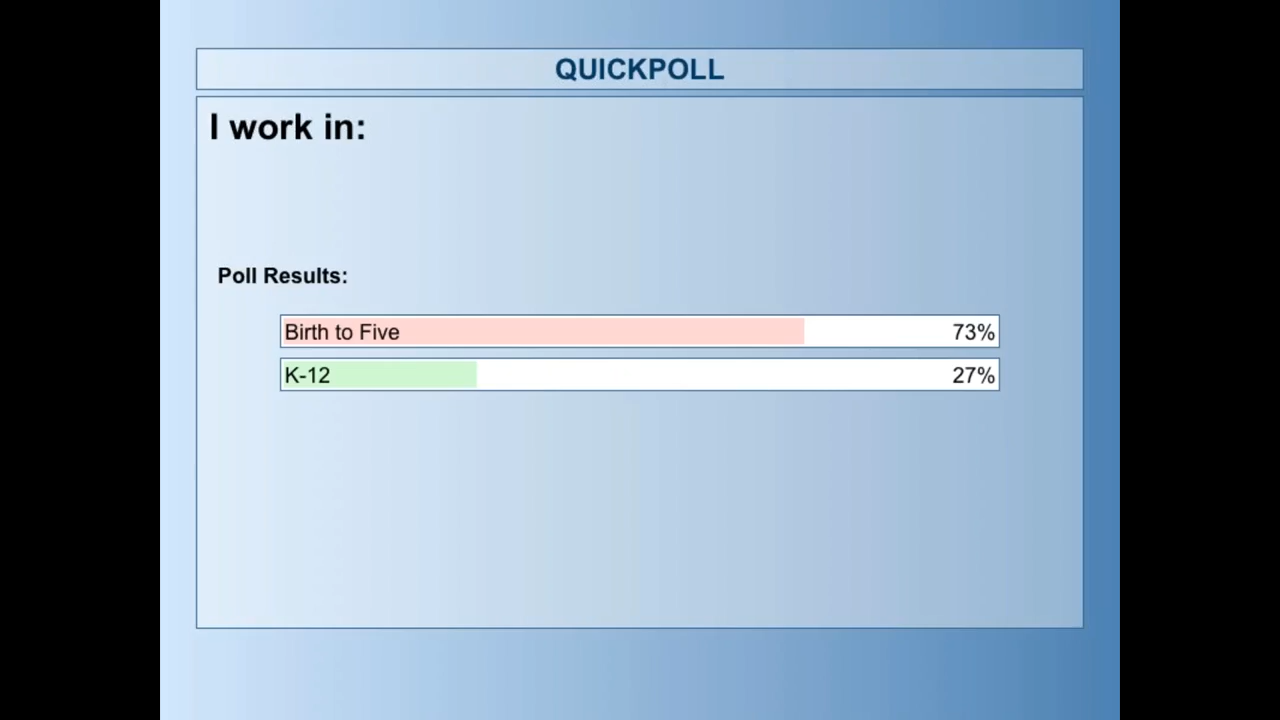 QUICKPOLL
I work in:
Poll Results:
Birth to Five 73%
K-12 27%